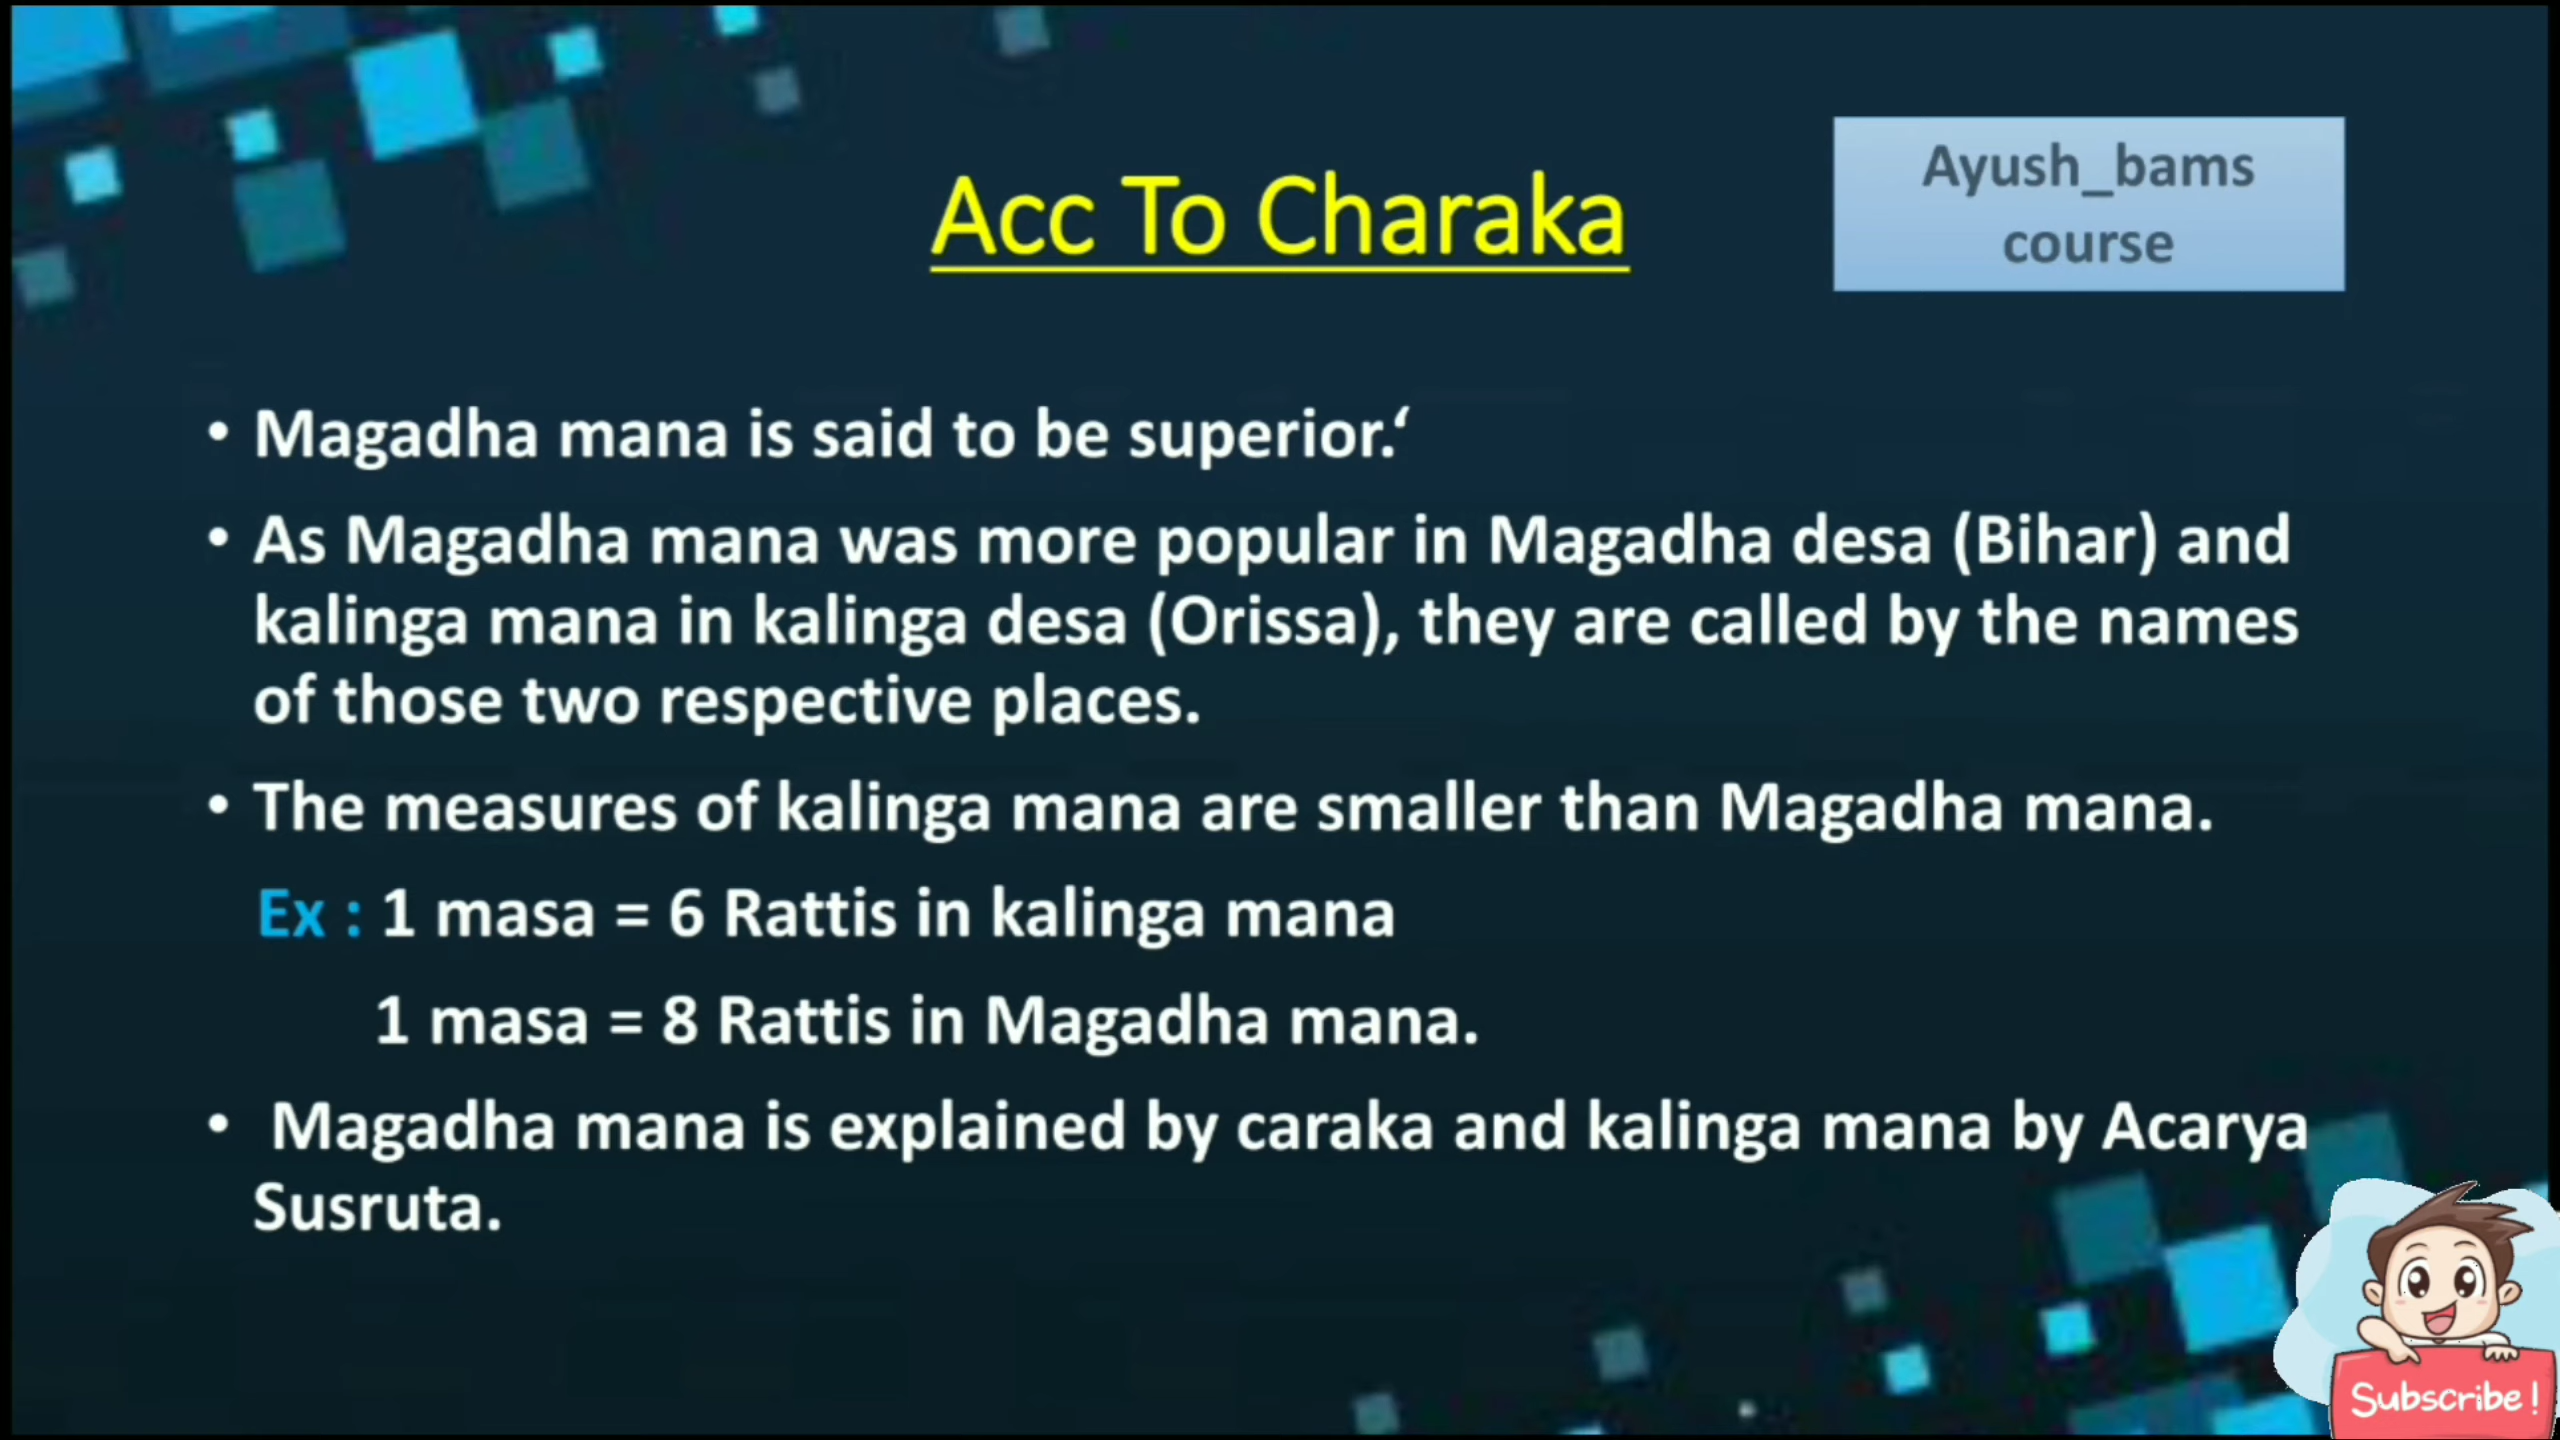 Ayush_bams
course
Acc To Charaka
• Magadha mana is said to be superior.‘
• As Magadha mana was more popular in Magadha desa (Bihar) and
kalinga mana in kalinga desa (Orissa), they are called by the names
of those two respective places.
• The measures of kalinga mana are smaller than Magadha mana.
Ex : 1 masa = 6 Rattis in kalinga mana
1 masa = 8 Rattis in Magadha mana.
• Magadha mana is explained by caraka and kalinga mana by Acarya
Susruta.
Subscribe!